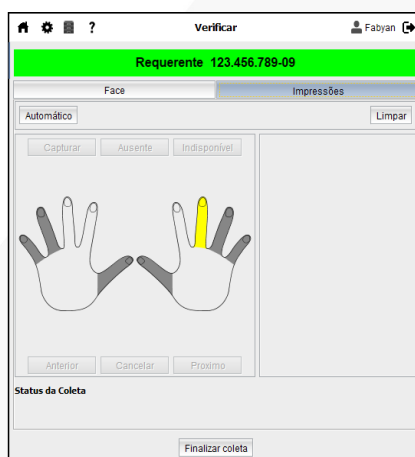 ? Verificar Fabyan
Requerente 123.456.789-09
Face Impressões
Automático Limpar
Capturar Ausente Indisponível
Anterior Cancelar Proximo
Status da Coleta
Finalizar coleta